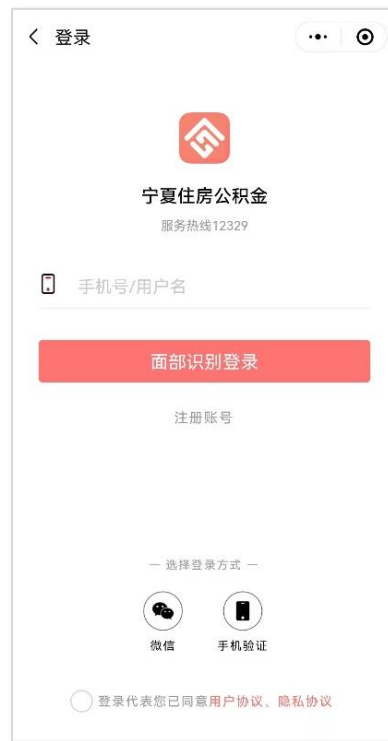 登录
宁夏住房公积金
服务热线12329
手机号/用户名
面部识别登录
注册账号
— 选择登录方式 —
微信 手机验证
登录代表您已同意用户协议、隐私协议